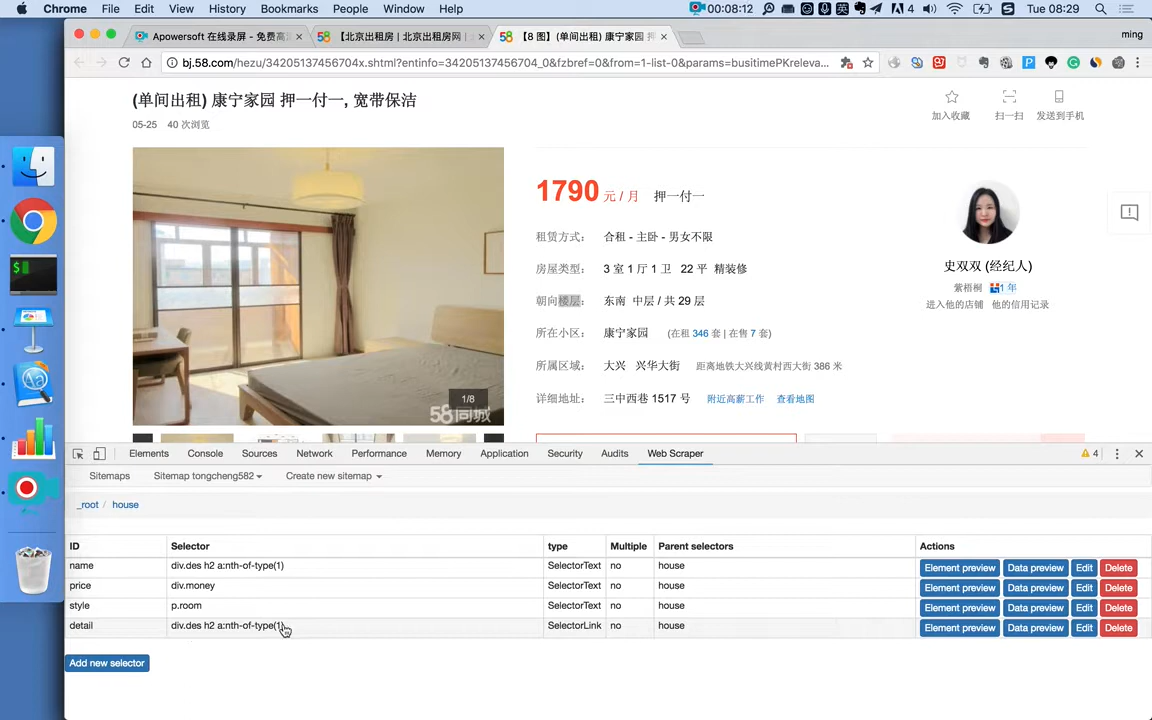 Chrome File Edit View History Bookmarks People Window Help 00:08:12 英 4 Tue 08:29
Apowersoft 在线录屏 - 免费高 × 58 【北京出租房 | 北京出租房网 | × 58 【8 图】(单间出租) 康宁家园 押 × ming
bj.58.com/hezu/34205137456704x.shtml?entinfo=34205137456704_0&fzbref=0&from=1-list-0&params=busitimePKreleva...
(单间出租) 康宁家园 押一付一, 宽带保洁
加入收藏 扫一扫 发送到手机
05-25 40 次浏览
1790 元 / 月 押一付一
租赁方式: 合租 - 主卧 - 男女不限
房屋类型: 3 室 1 厅 1 卫 22 平 精装修
史双双 (经纪人)
紫梧桐 1 年
进入他的店铺 他的信用记录
朝向楼层: 东南 中层 / 共 29 层
所在小区: 康宁家园 (在租 346 套 | 在售 7 套)
所属区域: 大兴 兴华大街 距离地铁大兴线黄村西大街 386 米
详细地址: 三中西巷 1517 号 附近高薪工作 查看地图
1/8
58同城
Elements Console Sources Network Performance Memory Application Security Audits Web Scraper 4
Sitemaps Sitemap tongcheng582 Create new sitemap
_root / house
ID Selector type Multiple Parent selectors Actions
name div.des h2 a:nth-of-type(1) SelectorText no house Element preview Data preview Edit Delete
price div.money SelectorText no house Element preview Data preview Edit Delete
style p.room SelectorText no house Element preview Data preview Edit Delete
detail div.des h2 a:nth-of-type(1) SelectorLink no house Element preview Data preview Edit Delete
Add new selector